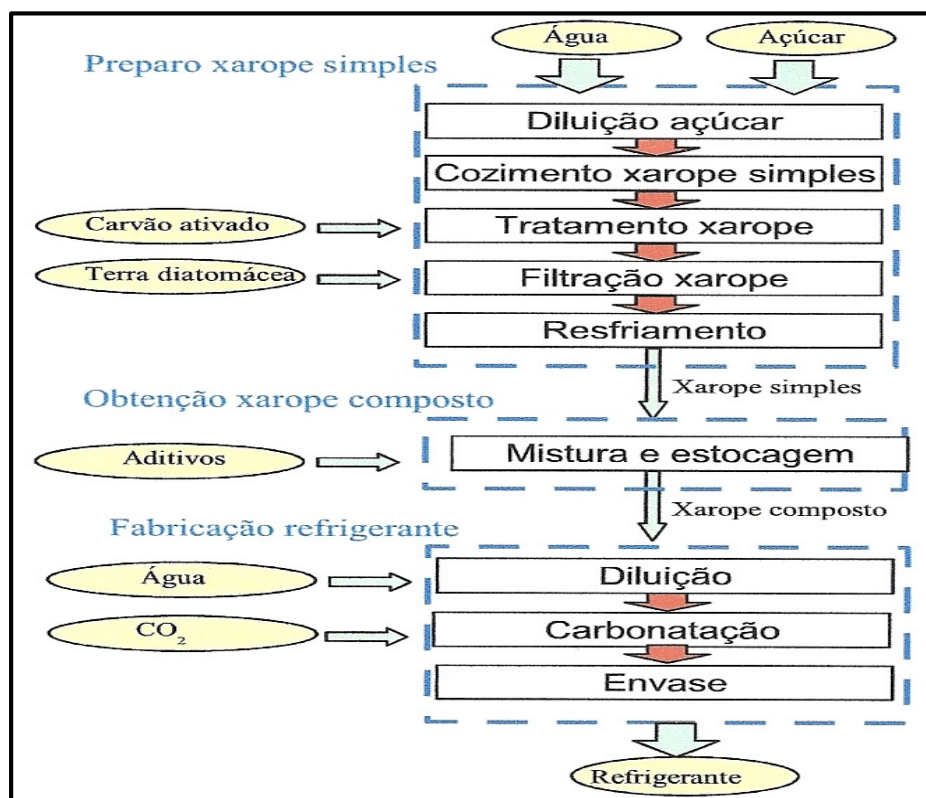 Água
Açúcar
Preparo xarope simples
Diluição açúcar
Cozimento xarope simples
Carvão ativado
Tratamento xarope
Terra diatomácea
Filtração xarope
Resfriamento
Xarope simples
Obtenção xarope composto
Aditivos
Mistura e estocagem
Xarope composto
Fabricação refrigerante
Água
Diluição
CO₂
Carbonatação
Envase
Refrigerante